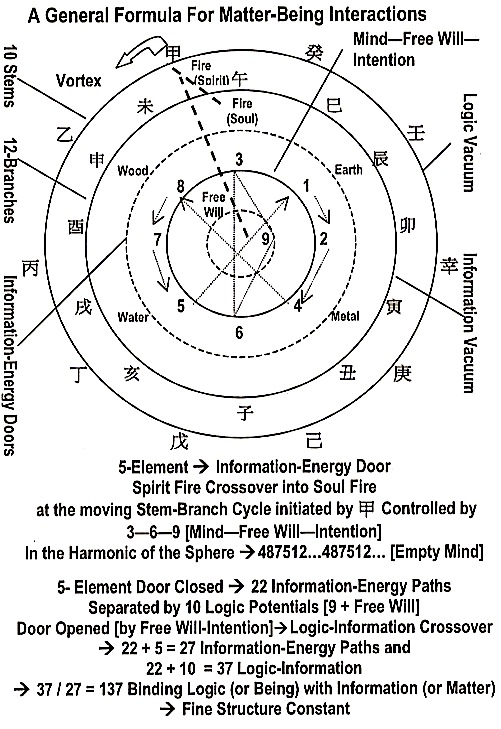 A General Formula For Matter-Being Interactions
Mind—Free Will—
Intention
10 Stems
12-Branches
Information-Energy Doors
Vortex
Logic Vacuum
Information Vacuum
甲
癸
壬
幸
庚
己
戊
丁
丙
乙
Fire
(Spirit)
午
Fire
(Soul)
未
巳
申
辰
酉
卯
戌
寅
亥
丑
子
Wood
Earth
Water
Metal
Free
Will
3
8
1
7
9
2
5
4
6
5-Element → Information-Energy Door
Spirit Fire Crossover into Soul Fire
at the moving Stem-Branch Cycle initiated by 甲 Controlled by
3—6—9 [Mind—Free Will—Intention]
In the Harmonic of the Sphere → 487512...487512... [Empty Mind]
5- Element Door Closed → 22 Information-Energy Paths
Separated by 10 Logic Potentials [9 + Free Will]
Door Opened [by Free Will-Intention] → Logic-Information Crossover
→ 22 + 5 = 27 Information-Energy Paths and
22 + 10 = 37 Logic-Information
→ 37 / 27 = 137 Binding Logic (or Being) with Information (or Matter)
→ Fine Structure Constant